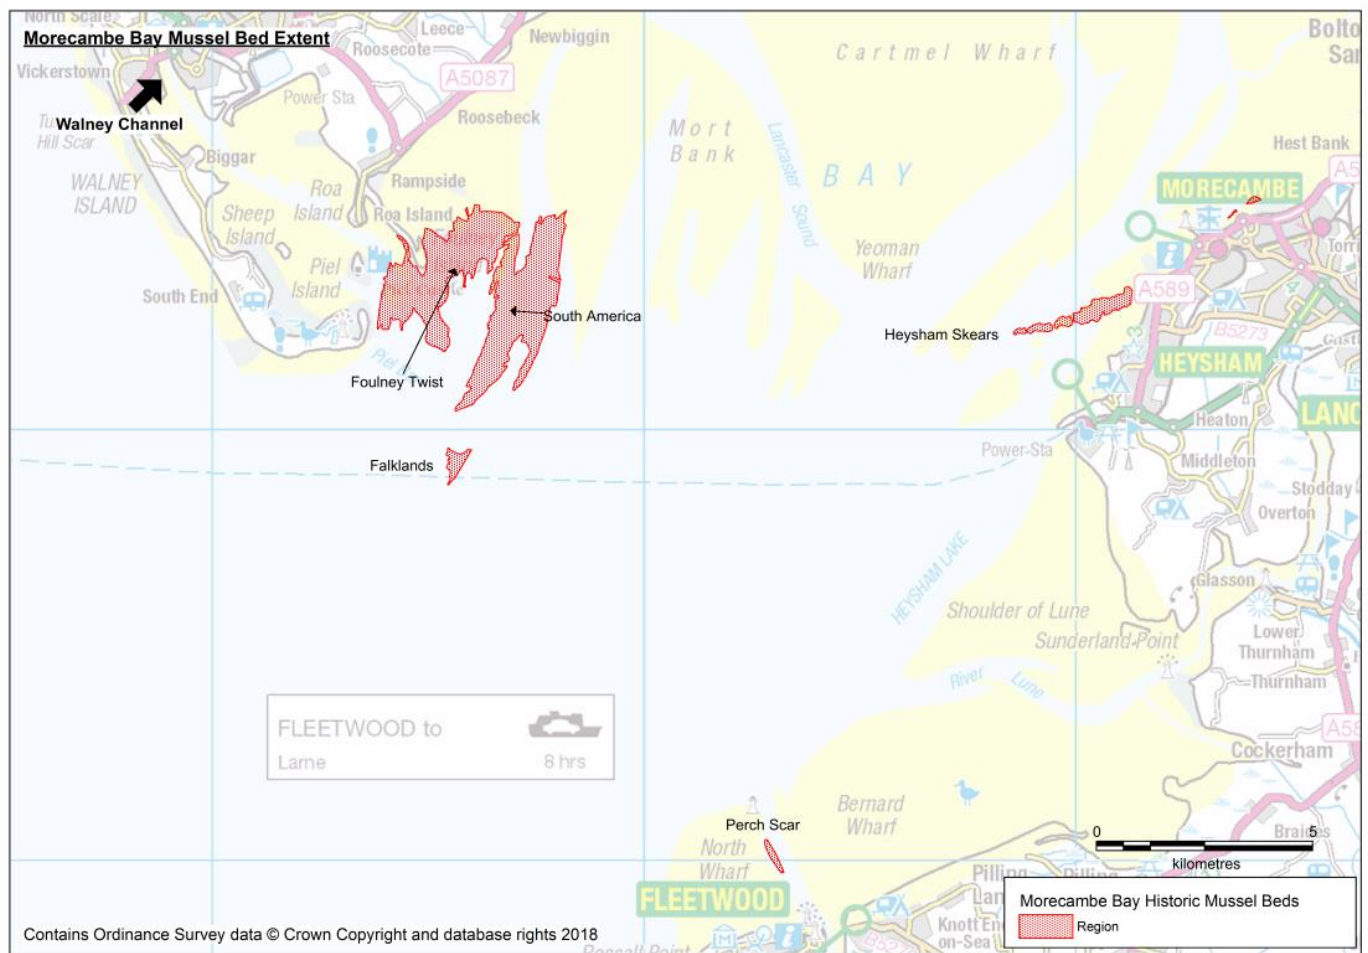 North Scale
Morecambe Bay Mussel Bed Extent
Leece
Newbiggin
Roosecote
Cartmel Wharf
Vickerstown
A5087
Power Sta
Walney Channel
Hill Scar
Roosebeck
Mort
Bank
Lancaster
Sound
BAY
Hest Bank
Biggar
WALNEY
ISLAND
Roa
Island
Rampside
Roa Island
Sheep
Island
MORECAMBE
Yeoman
Wharf
Piel
Island
South End
A589
South America
Heysham Skears
B5273
3
4
Foulney Twist
HEYSHAM
Heaton
Power Sta
Middleton
Falklands
Stodday
Overton
HEYSHAM LAKE
Glasson
Shoulder of Lune
Sunderland Point
Lower
Thurnham
Thurnham
River
Lune
FLEETWOOD to
Larne 8 hrs
Cockerham
Bernard
Wharf
Perch Scar
North
Wharf
0 5
kilometres
Braides
FLEETWOOD
Pilling
Knott End
-on-Sea
Morecambe Bay Historic Mussel Beds
Region
Contains Ordinance Survey data © Crown Copyright and database rights 2018
Rossall Point